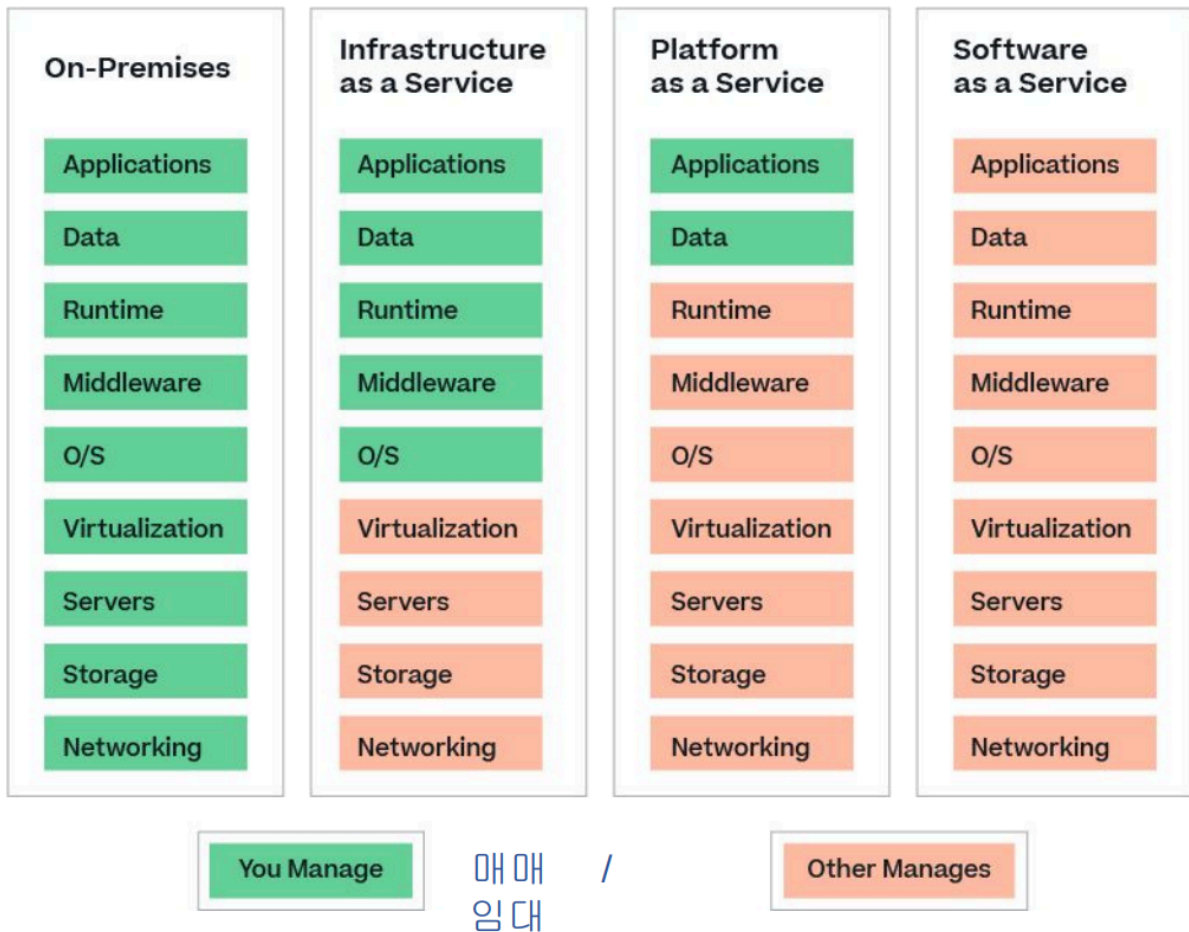 On-Premises
Applications
Data
Runtime
Middleware
O/S
Virtualization
Servers
Storage
Networking
Infrastructure
as a Service
Applications
Data
Runtime
Middleware
O/S
Virtualization
Servers
Storage
Networking
Platform
as a Service
Applications
Data
Runtime
Middleware
O/S
Virtualization
Servers
Storage
Networking
Software
as a Service
Applications
Data
Runtime
Middleware
O/S
Virtualization
Servers
Storage
Networking
You Manage
매매 /
임대
Other Manages